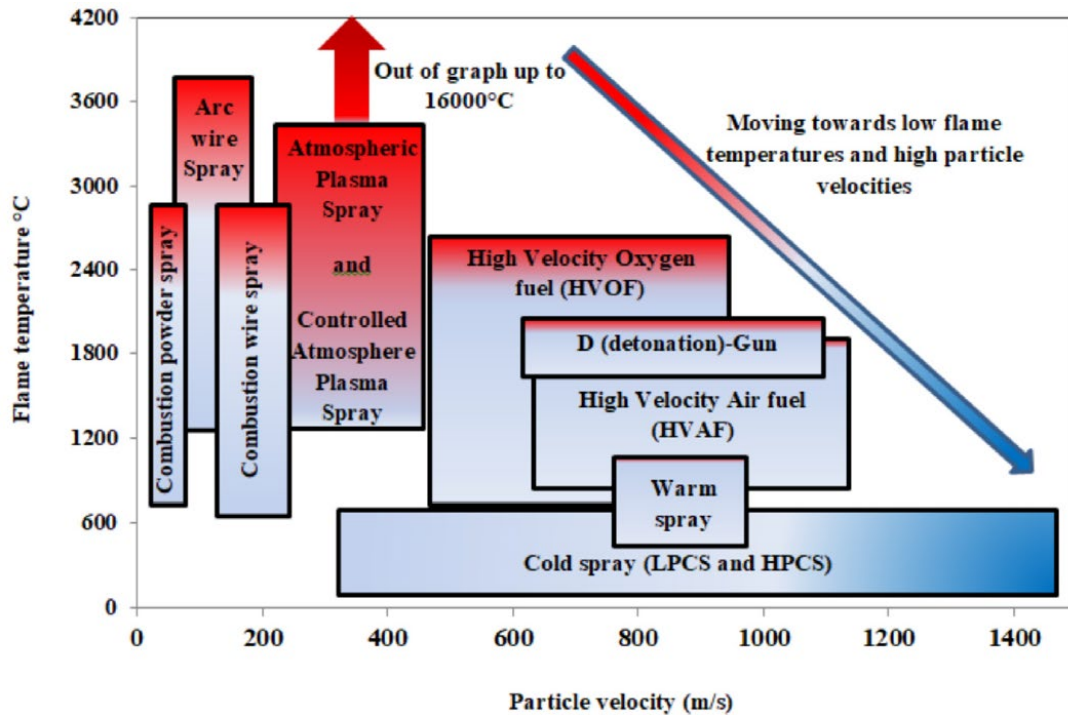 4200
3600
3000
2400
1800
1200
600
0
Flame temperature °C
0
200
400
600
800
1000
1200
1400
Particle velocity (m/s)
Out of graph up to
16000°C
Moving towards low flame
temperatures and high particle
velocities
Combustion powder spray
Arc
wire
Spray
Combustion wire spray
Atmospheric
Plasma
Spray
and
Controlled
Atmosphere
Plasma
Spray
High Velocity Oxygen
fuel (HVOF)
D (detonation)-Gun
High Velocity Air fuel
(HVAF)
Warm
spray
Cold spray (LPCS and HPCS)